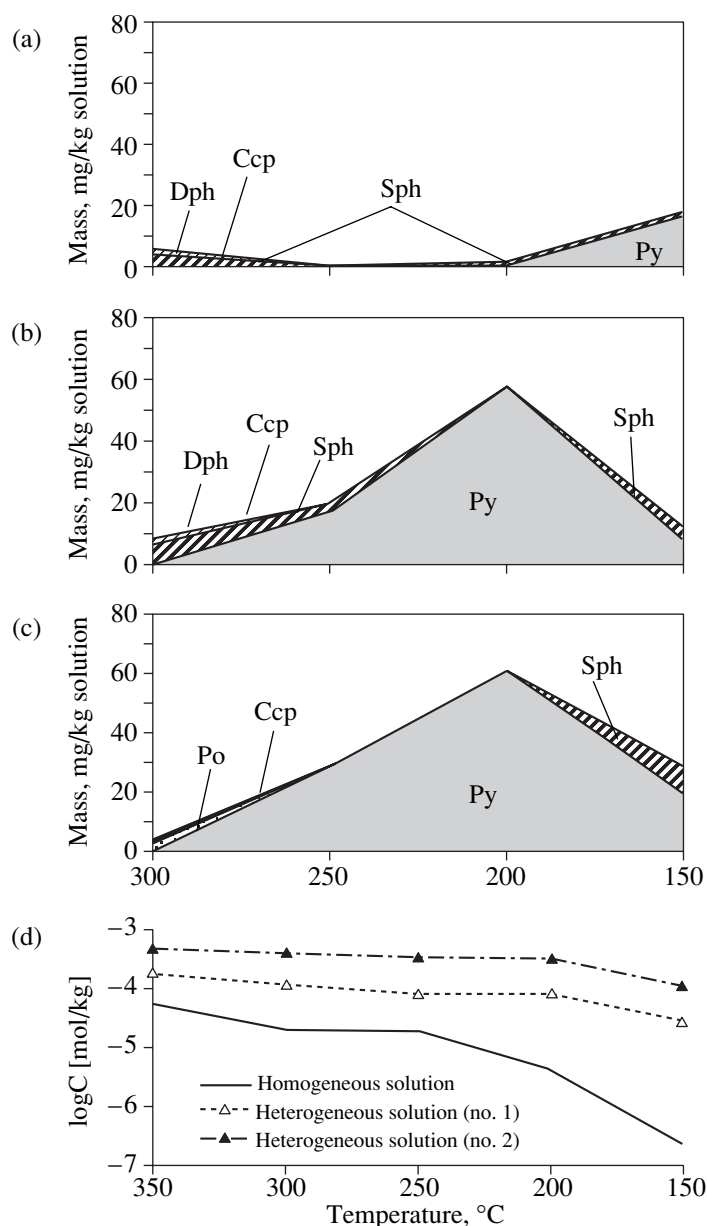 (a)
Mass, mg/kg solution
80
60
40
20
0
Dph
Ccp
Sph
Py
(b)
Mass, mg/kg solution
80
60
40
20
0
Dph
Ccp
Sph
Py
Sph
(c)
Mass, mg/kg solution
80
60
40
20
0
Po
Ccp
Py
Sph
300 250 200 150
(d)
logC [mol/kg]
−3
−4
−5
−6
−7
Homogeneous solution
Heterogeneous solution (no. 1)
Heterogeneous solution (no. 2)
350 300 250 200 150
Temperature, °C